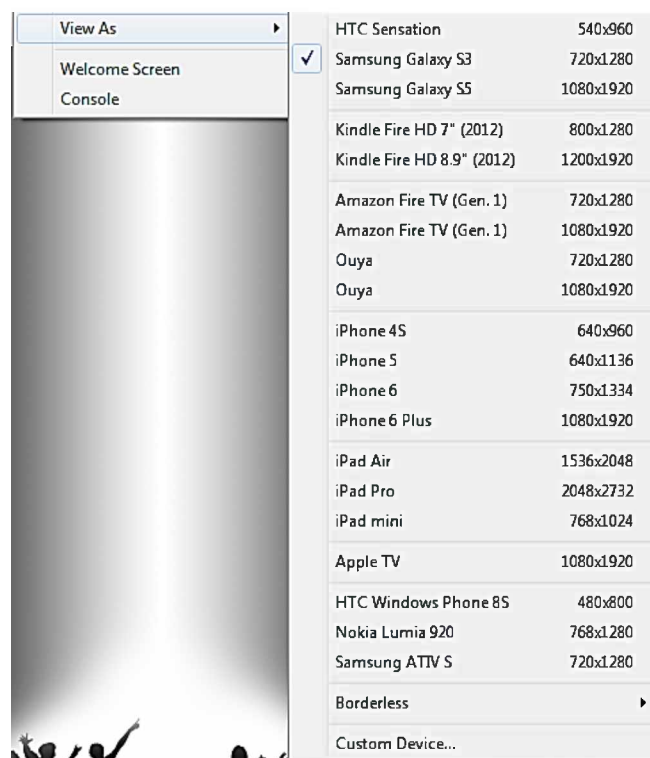 View As
Welcome Screen
Console
HTC Sensation 540x960
Samsung Galaxy S3 720x1280
Samsung Galaxy S5 1080x1920
Kindle Fire HD 7" (2012) 800x1280
Kindle Fire HD 8.9" (2012) 1200x1920
Amazon Fire TV (Gen. 1) 720x1280
Amazon Fire TV (Gen. 1) 1080x1920
Ouya 720x1280
Ouya 1080x1920
iPhone 4S 640x960
iPhone 5 640x1136
iPhone 6 750x1334
iPhone 6 Plus 1080x1920
iPad Air 1536x2048
iPad Pro 2048x2732
iPad mini 768x1024
Apple TV 1080x1920
HTC Windows Phone 8S 480x800
Nokia Lumia 920 768x1280
Samsung ATIV S 720x1280
Borderless
Custom Device...